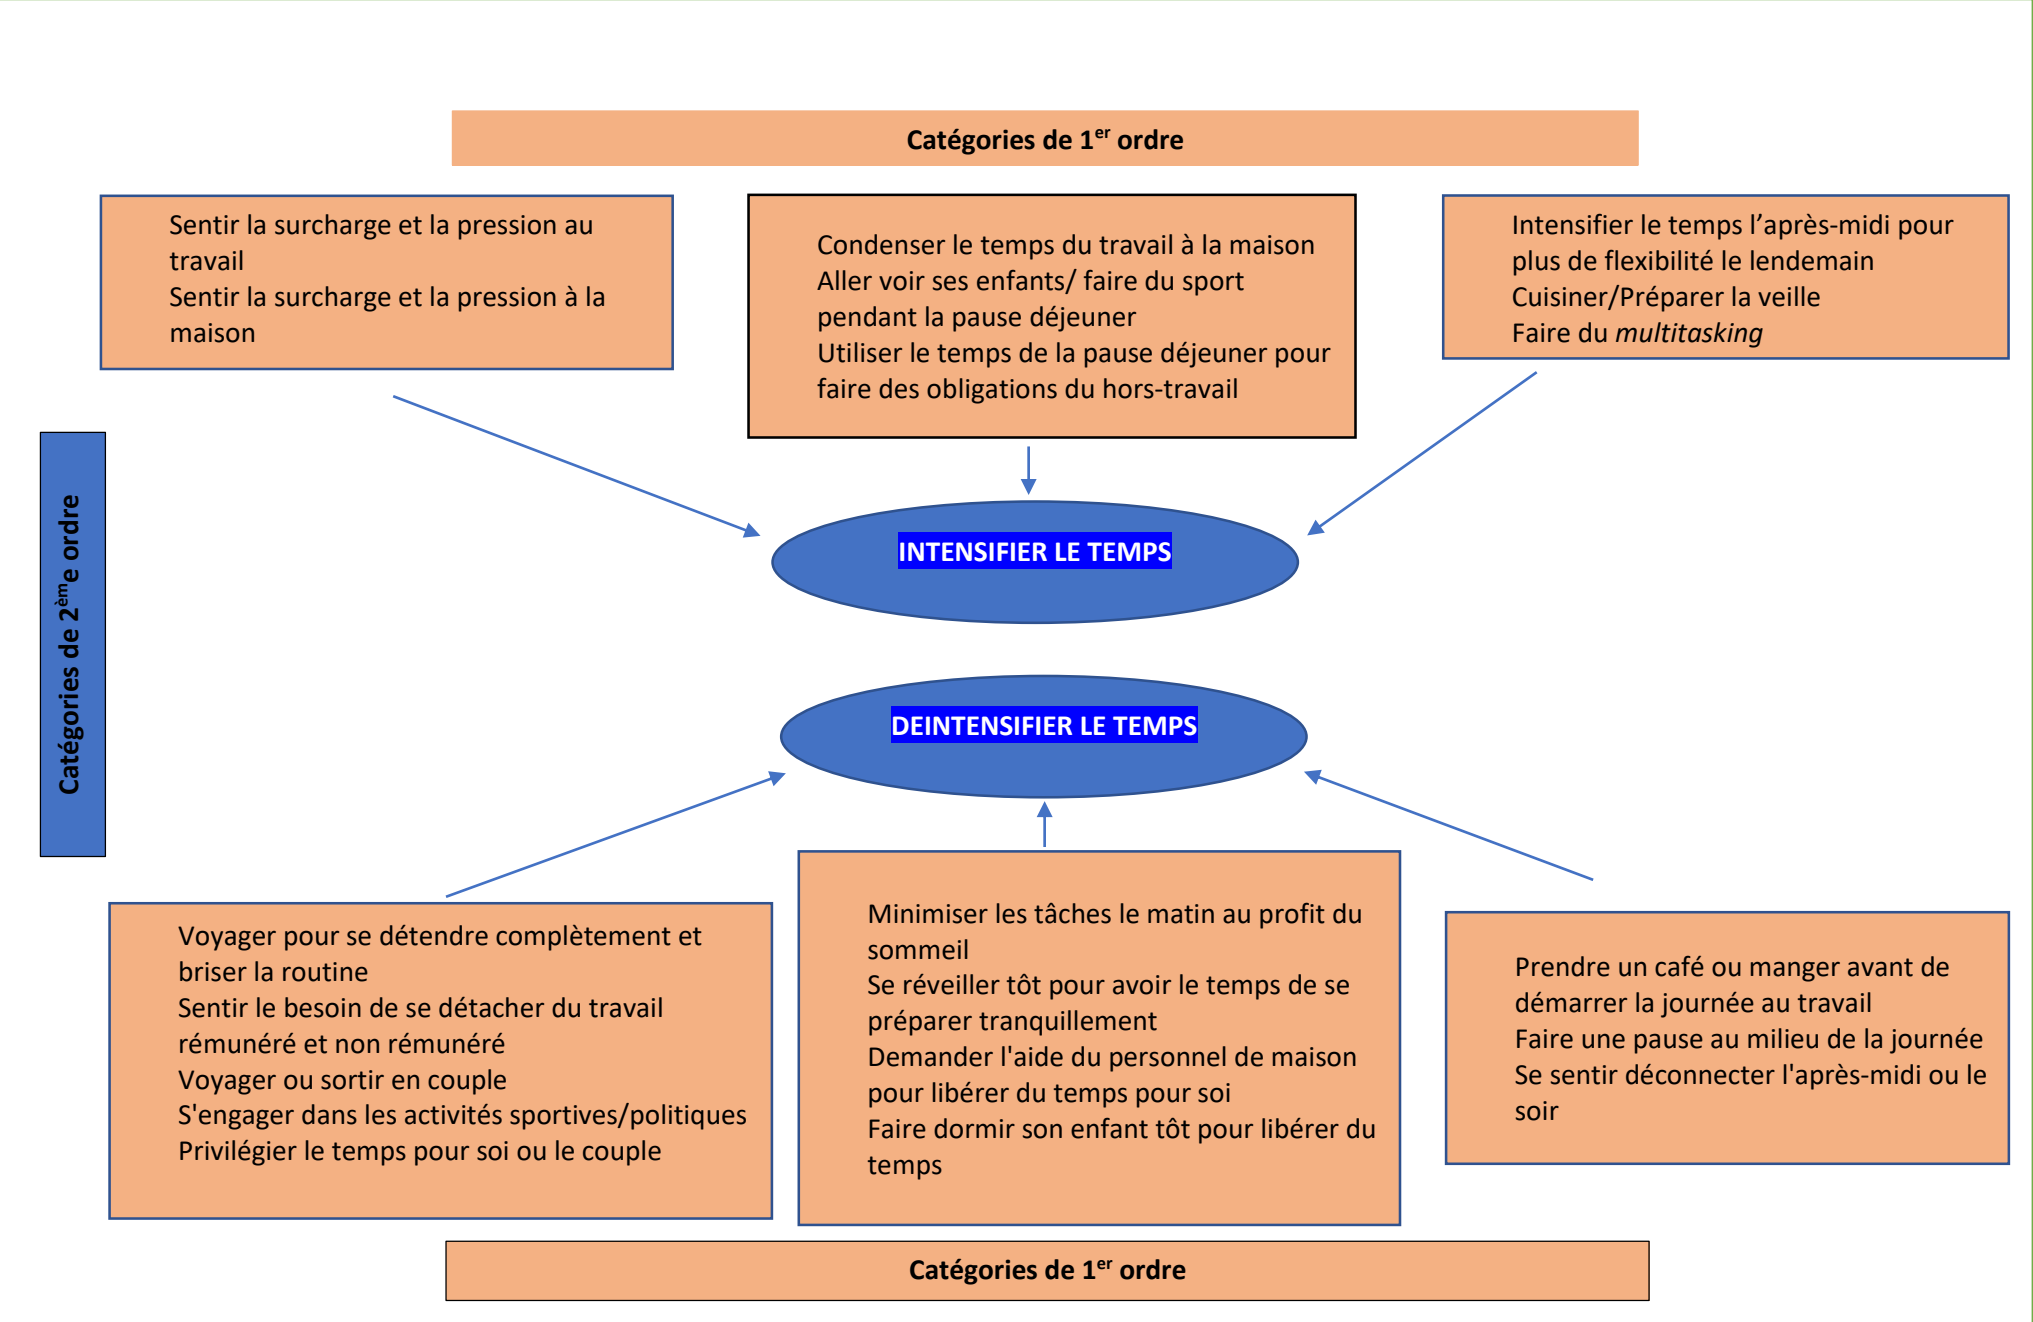 Catégories de 1er ordre
Sentir la surcharge et la pression au
travail
Sentir la surcharge et la pression à la
maison
Condenser le temps du travail à la maison
Aller voir ses enfants/ faire du sport
pendant la pause déjeuner
Utiliser le temps de la pause déjeuner pour
faire des obligations du hors-travail
Intensifier le temps l’après-midi pour
plus de flexibilité le lendemain
Cuisiner/Préparer la veille
Faire du multitasking
Catégories de 2ème ordre
INTENSIFIER LE TEMPS
DEINTENSIFIER LE TEMPS
Voyager pour se détendre complètement et
briser la routine
Sentir le besoin de se détacher du travail
rémunéré et non rémunéré
Voyager ou sortir en couple
S'engager dans les activités sportives/politiques
Privilégier le temps pour soi ou le couple
Minimiser les tâches le matin au profit du
sommeil
Se réveiller tôt pour avoir le temps de se
préparer tranquillement
Demander l'aide du personnel de maison
pour libérer du temps pour soi
Faire dormir son enfant tôt pour libérer du
temps
Prendre un café ou manger avant de
démarrer la journée au travail
Faire une pause au milieu de la journée
Se sentir déconnecter l'après-midi ou le
soir
Catégories de 1er ordre